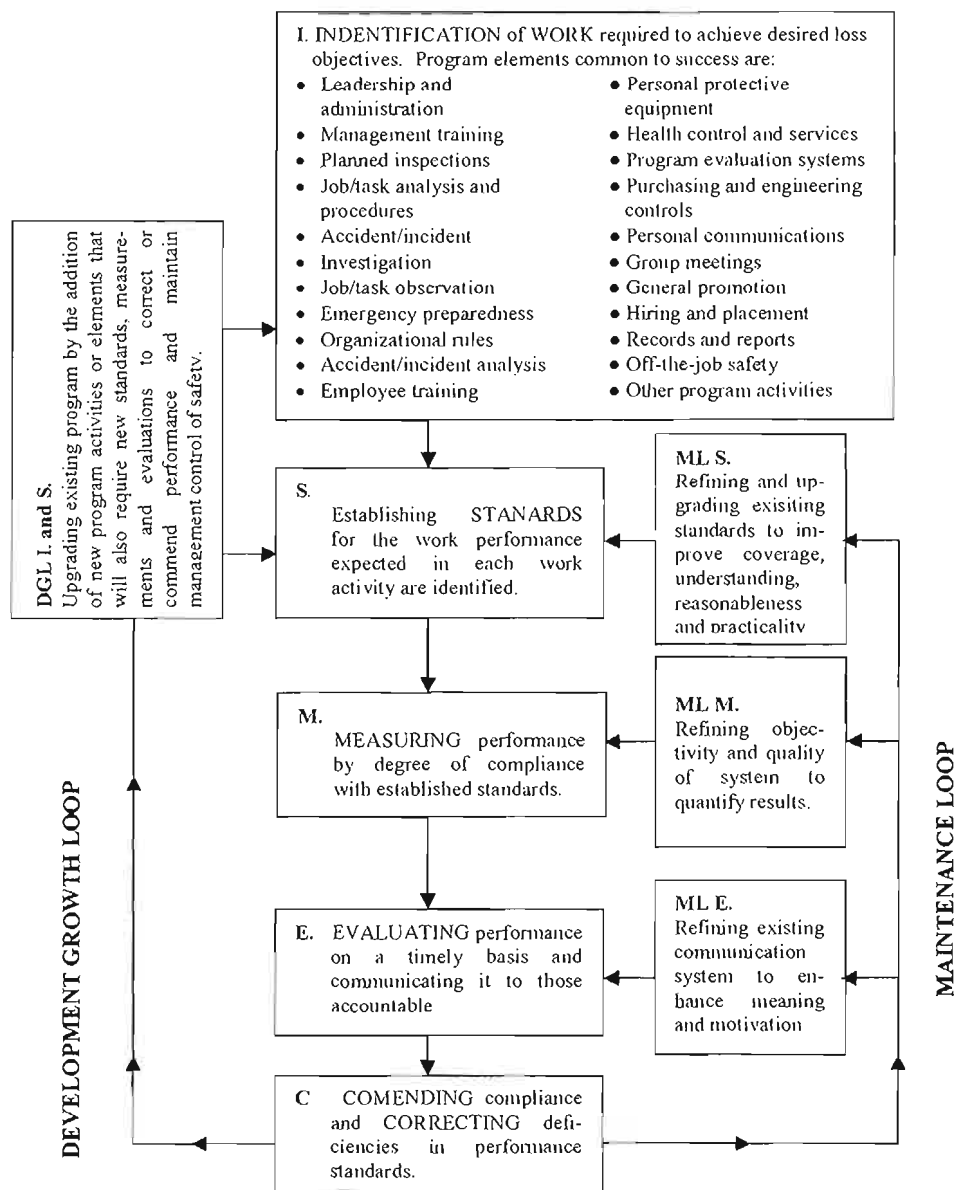 I. INDENTIFICATION of WORK required to achieve desired loss
objectives. Program elements common to success are:
• Leadership and
administration
• Management training
• Planned inspections
• Job/task analysis and
procedures
• Accident/incident
• Investigation
• Job/task observation
• Emergency preparedness
• Organizational rules
• Accident/incident analysis
• Employee training
• Personal protective
equipment
• Health control and services
• Program evaluation systems
• Purchasing and engineering
controls
• Personal communications
• Group meetings
• General promotion
• Hiring and placement
• Records and reports
• Off-the-job safety
• Other program activities
DGL I. and S.
Upgrading existing program by the addition
of new program activities or elements that
will also require new standards, measure-
ments and evaluations to correct or
commend performance and maintain
management control of safety.
S.
Establishing STANARDS
for the work performance
expected in each work
activity are identified.
ML S.
Refining and up-
grading exisiting
standards to im-
prove coverage,
understanding,
reasonableness
and practicality
M.
MEASURING performance
by degree of compliance
with established standards.
ML M.
Refining objec-
tivity and quality
of system to
quantify results.
E. EVALUATING performance
on a timely basis and
communicating it to those
accountable
ML E.
Refining existing
communication
system to en-
hance meaning
and motivation
C COMENDING compliance
and CORRECTING defi-
ciencies in performance
standards.
DEVELOPMENT GROWTH LOOP
MAINTENANCE LOOP